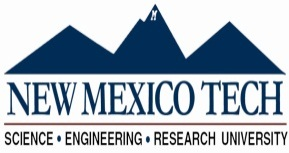 M
NEW MEXICO TECH
SCIENCE • ENGINEERING • RESEARCH UNIVERSITY